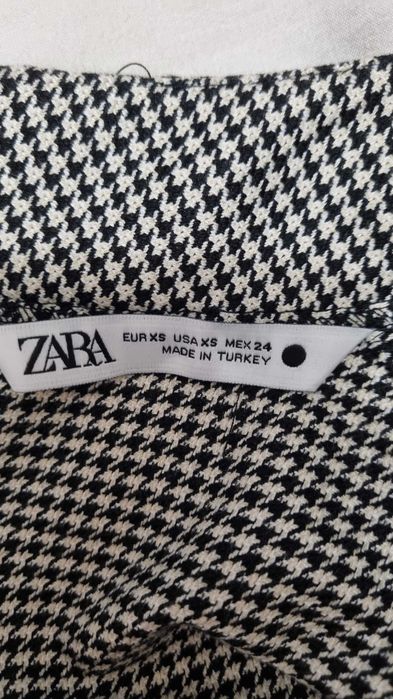 ZARA
EUR XS USA XS MEX 24
MADE IN TURKEY